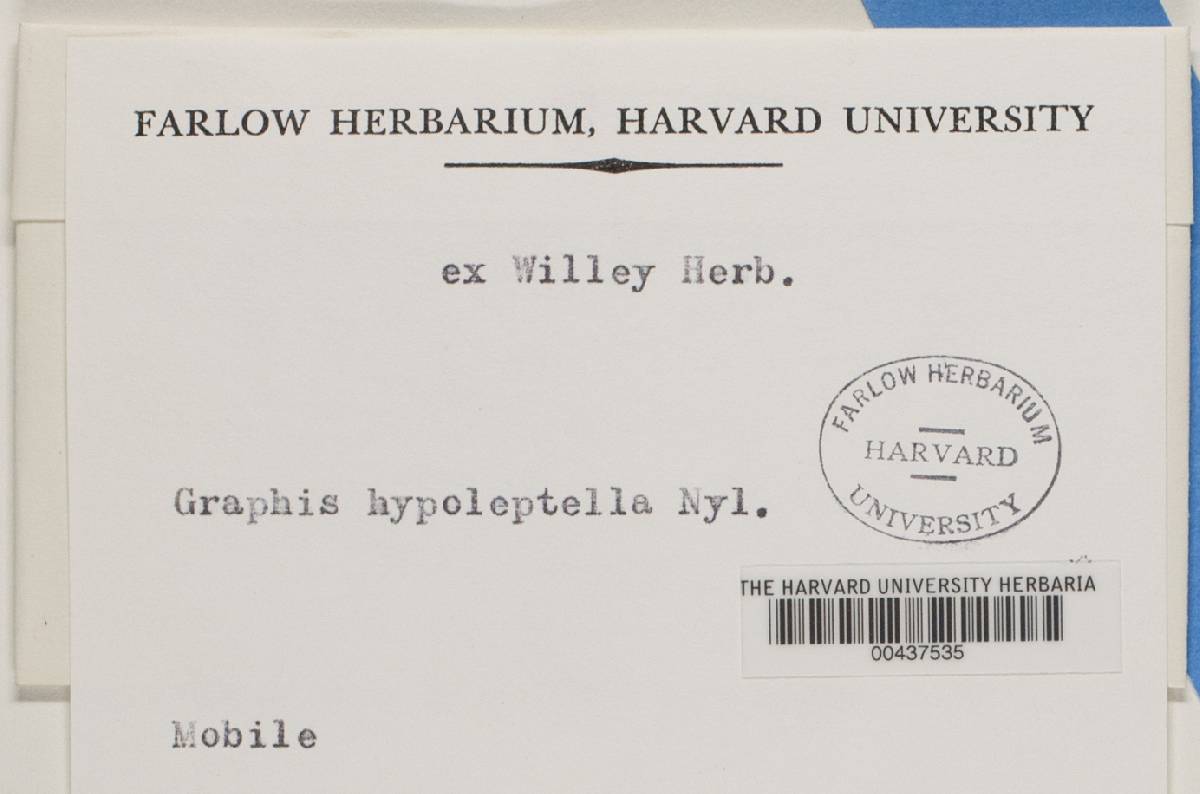 FARLOW HERBARIUM, HARVARD UNIVERSITY
ex Willey Herb.
FARLOW HERBARIUM
HARVARD
UNIVERSITY
Graphis hypoleptella Nyl.
THE HARVARD UNIVERSITY HERBARIA
00437535
Mobile